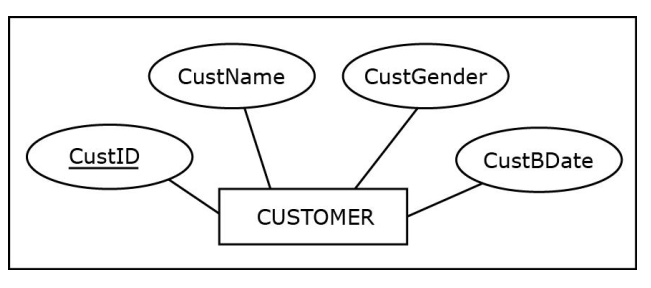 CustName
CustGender
CustID
CustBDate
CUSTOMER